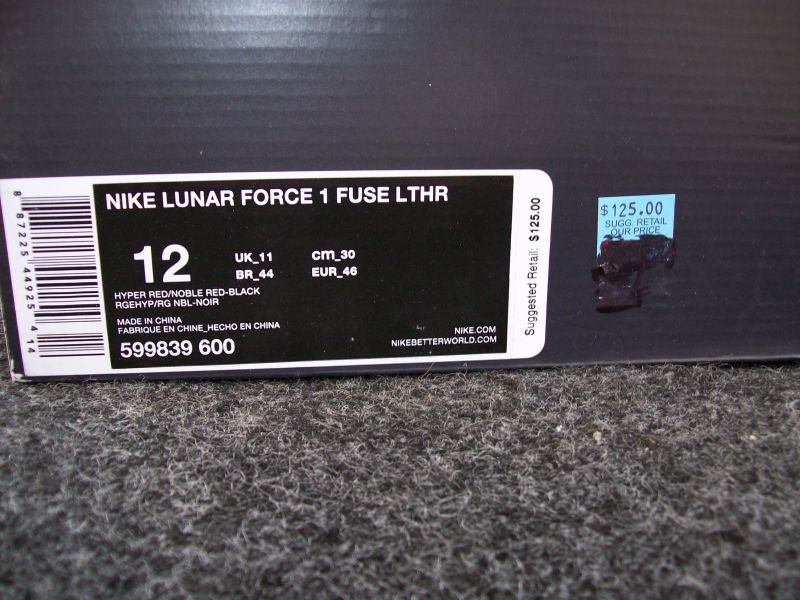 NIKE LUNAR FORCE 1 FUSE LTHR
12
UK_11 CM_30
BR_44 EUR_46
HYPER RED/NOBLE RED-BLACK
RGEHYP/RG NBL-NOIR
MADE IN CHINA
FABRIQUE EN CHINE_HECHO EN CHINA
599839 600
NIKE.COM
NIKEBETTERWORLD.COM
8 87225 44925 4 14
Suggested Retail: $125.00
$125.00
SUGG. RETAIL
OUR PRICE